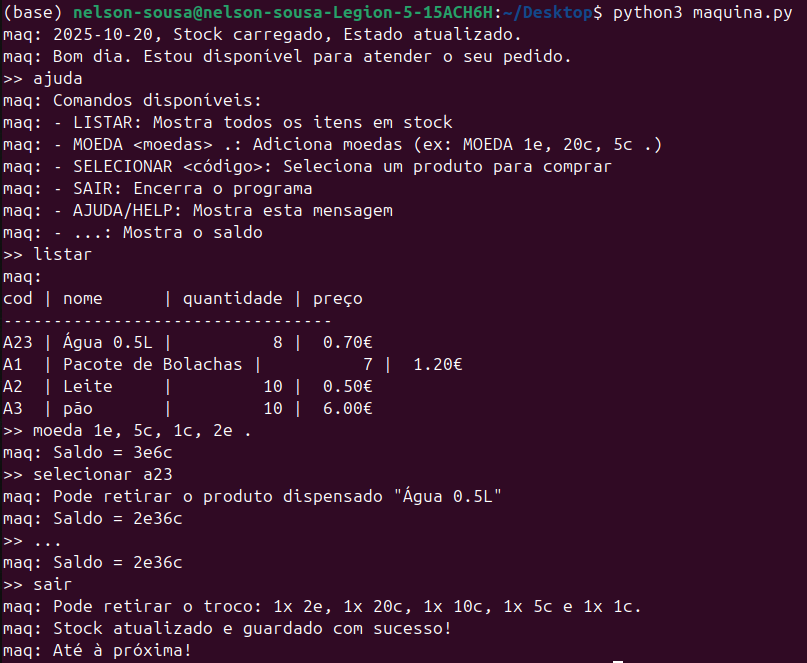 (base) nelson-sousa@nelson-sousa-Legion-5-15ACH6H:~/Desktop$ python3 maquina.py
maq: 2025-10-20, Stock carregado, Estado atualizado.
maq: Bom dia. Estou disponível para atender o seu pedido.
>> ajuda
maq: Comandos disponíveis:
maq: - LISTAR: Mostra todos os itens em stock
maq: - MOEDA <moedas> .: Adiciona moedas (ex: MOEDA 1e, 20c, 5c .)
maq: - SELECIONAR <código>: Seleciona um produto para comprar
maq: - SAIR: Encerra o programa
maq: - AJUDA/HELP: Mostra esta mensagem
maq: - ...: Mostra o saldo
>> listar
maq:
cod | nome      | quantidade | preço
---------------------------------
A23 | Água 0.5L |          8 |  0.70€
A1  | Pacote de Bolachas |          7 |  1.20€
A2  | Leite     |         10 |  0.50€
A3  | pão       |         10 |  6.00€
>> moeda 1e, 5c, 1c, 2e .
maq: Saldo = 3e6c
>> selecionar a23
maq: Pode retirar o produto dispensado "Água 0.5L"
maq: Saldo = 2e36c
>> ...
maq: Saldo = 2e36c
>> sair
maq: Pode retirar o troco: 1x 2e, 1x 20c, 1x 10c, 1x 5c e 1x 1c.
maq: Stock atualizado e guardado com sucesso!
maq: Até à próxima!